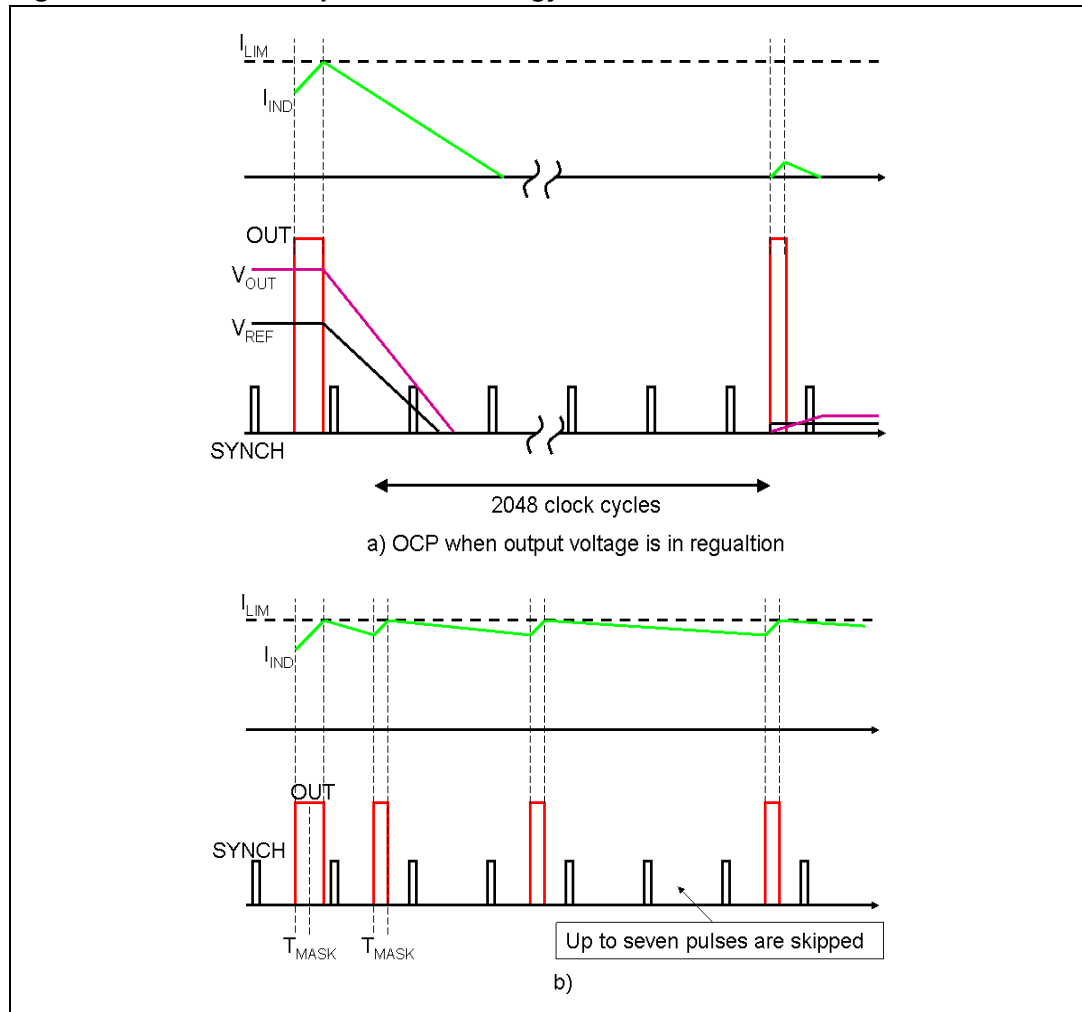 I_LIM
I_IND
OUT
V_OUT
V_REF
SYNCH
2048 clock cycles
a) OCP when output voltage is in regualtion
I_LIM
I_IND
OUT
SYNCH
T_MASK T_MASK
Up to seven pulses are skipped
b)